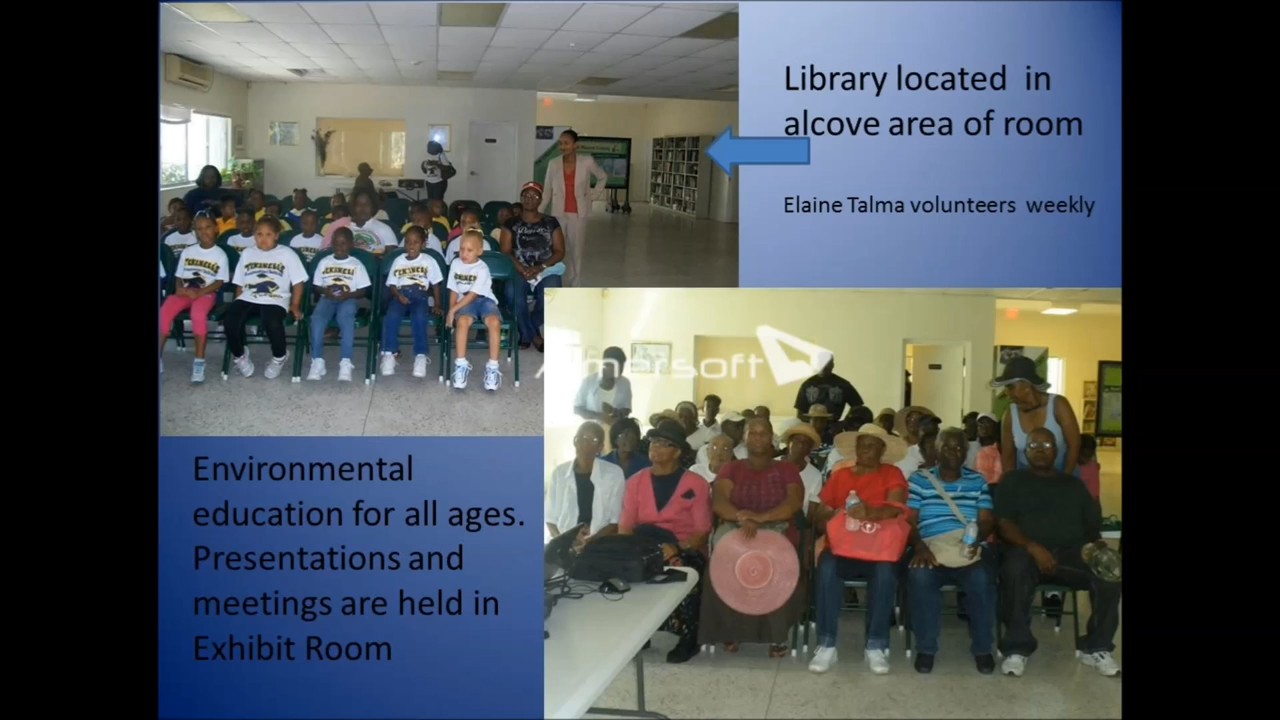 Library located in
alcove area of room
Elaine Talma volunteers weekly
Aimersoft
Environmental
education for all ages.
Presentations and
meetings are held in
Exhibit Room